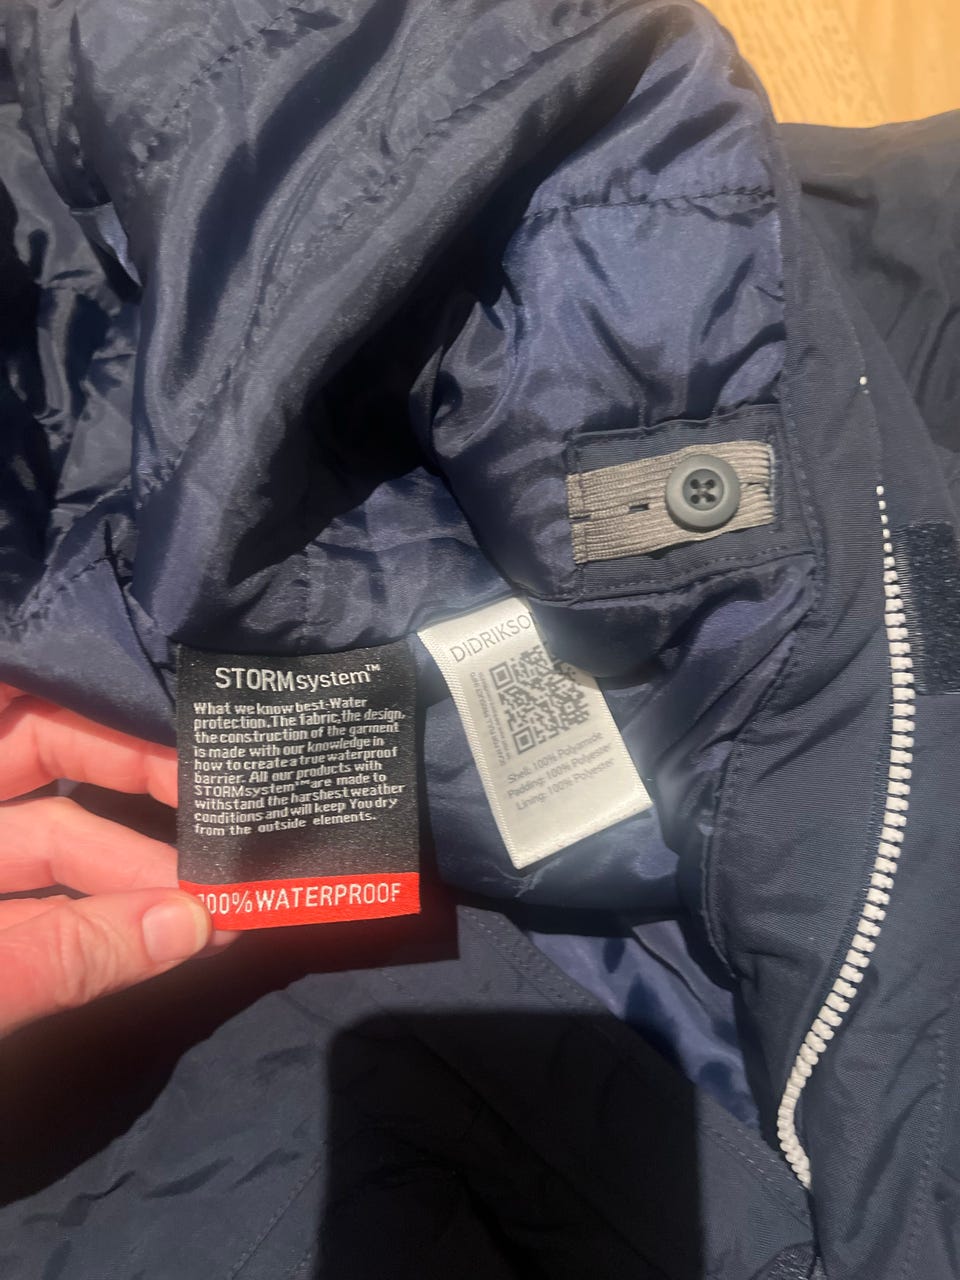 STORMsystem™
What we know best-Water
protection.The fabric,the design,
the construction of the garment
is made with our knowledge in
how to create a true waterproof
barrier. All our products with
STORMsystem™are made to
withstand the harshest weather
conditions and will keep You dry
from the outside elements.
100%WATERPROOF
DIDRIKSO
Shell: 100% Polyamide
Padding: 100% Polyester
Lining: 100% Polyester